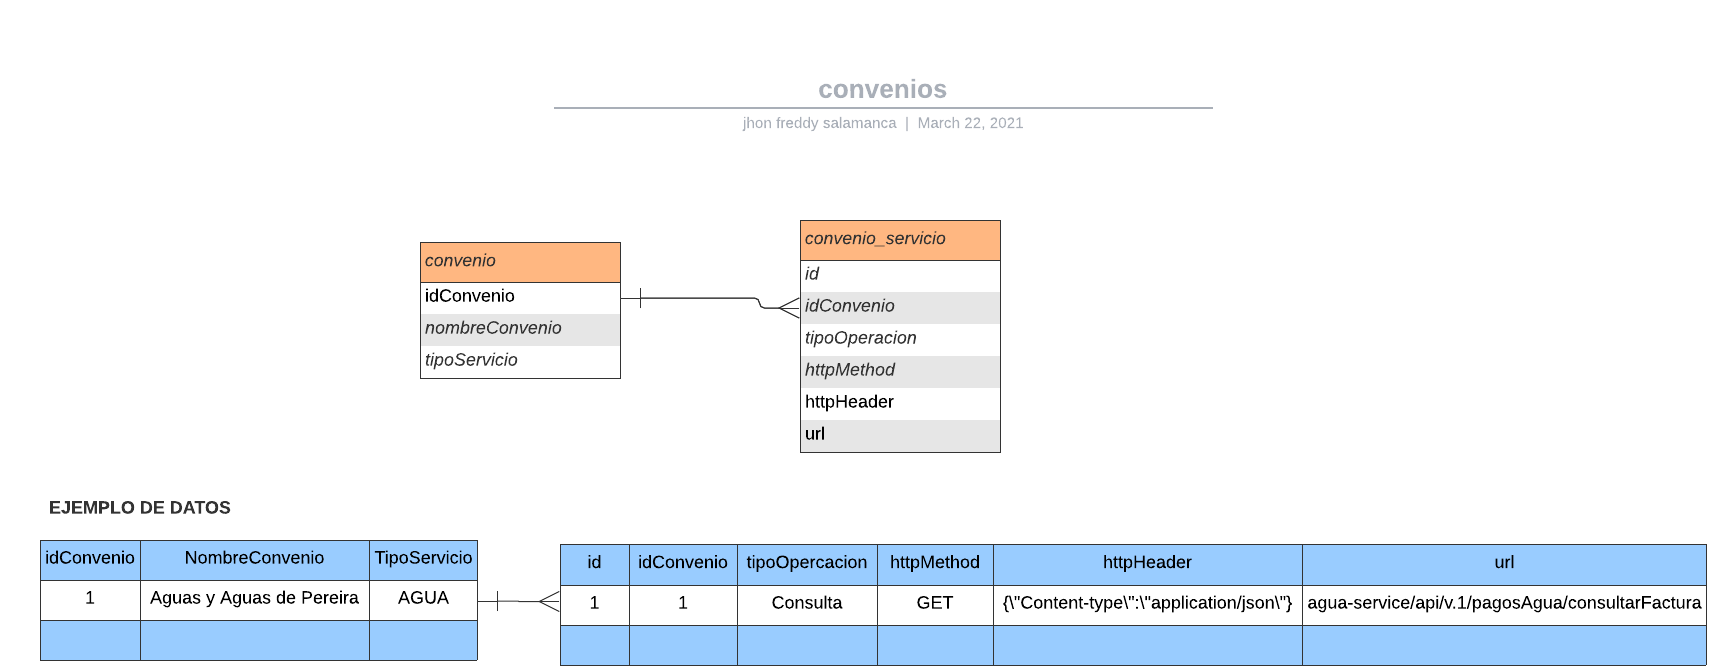 convenios
jhon freddy salamanca | March 22, 2021
convenio
idConvenio
nombreConvenio
tipoServicio
convenio_servicio
id
idConvenio
tipoOperacion
httpMethod
httpHeader
url
EJEMPLO DE DATOS
idConvenio NombreConvenio TipoServicio
1 Aguas y Aguas de Pereira AGUA
id idConvenio tipoOpercacion httpMethod httpHeader url
1 1 Consulta GET {\"Content-type\":\"application/json\"} agua-service/api/v.1/pagosAgua/consultarFactura